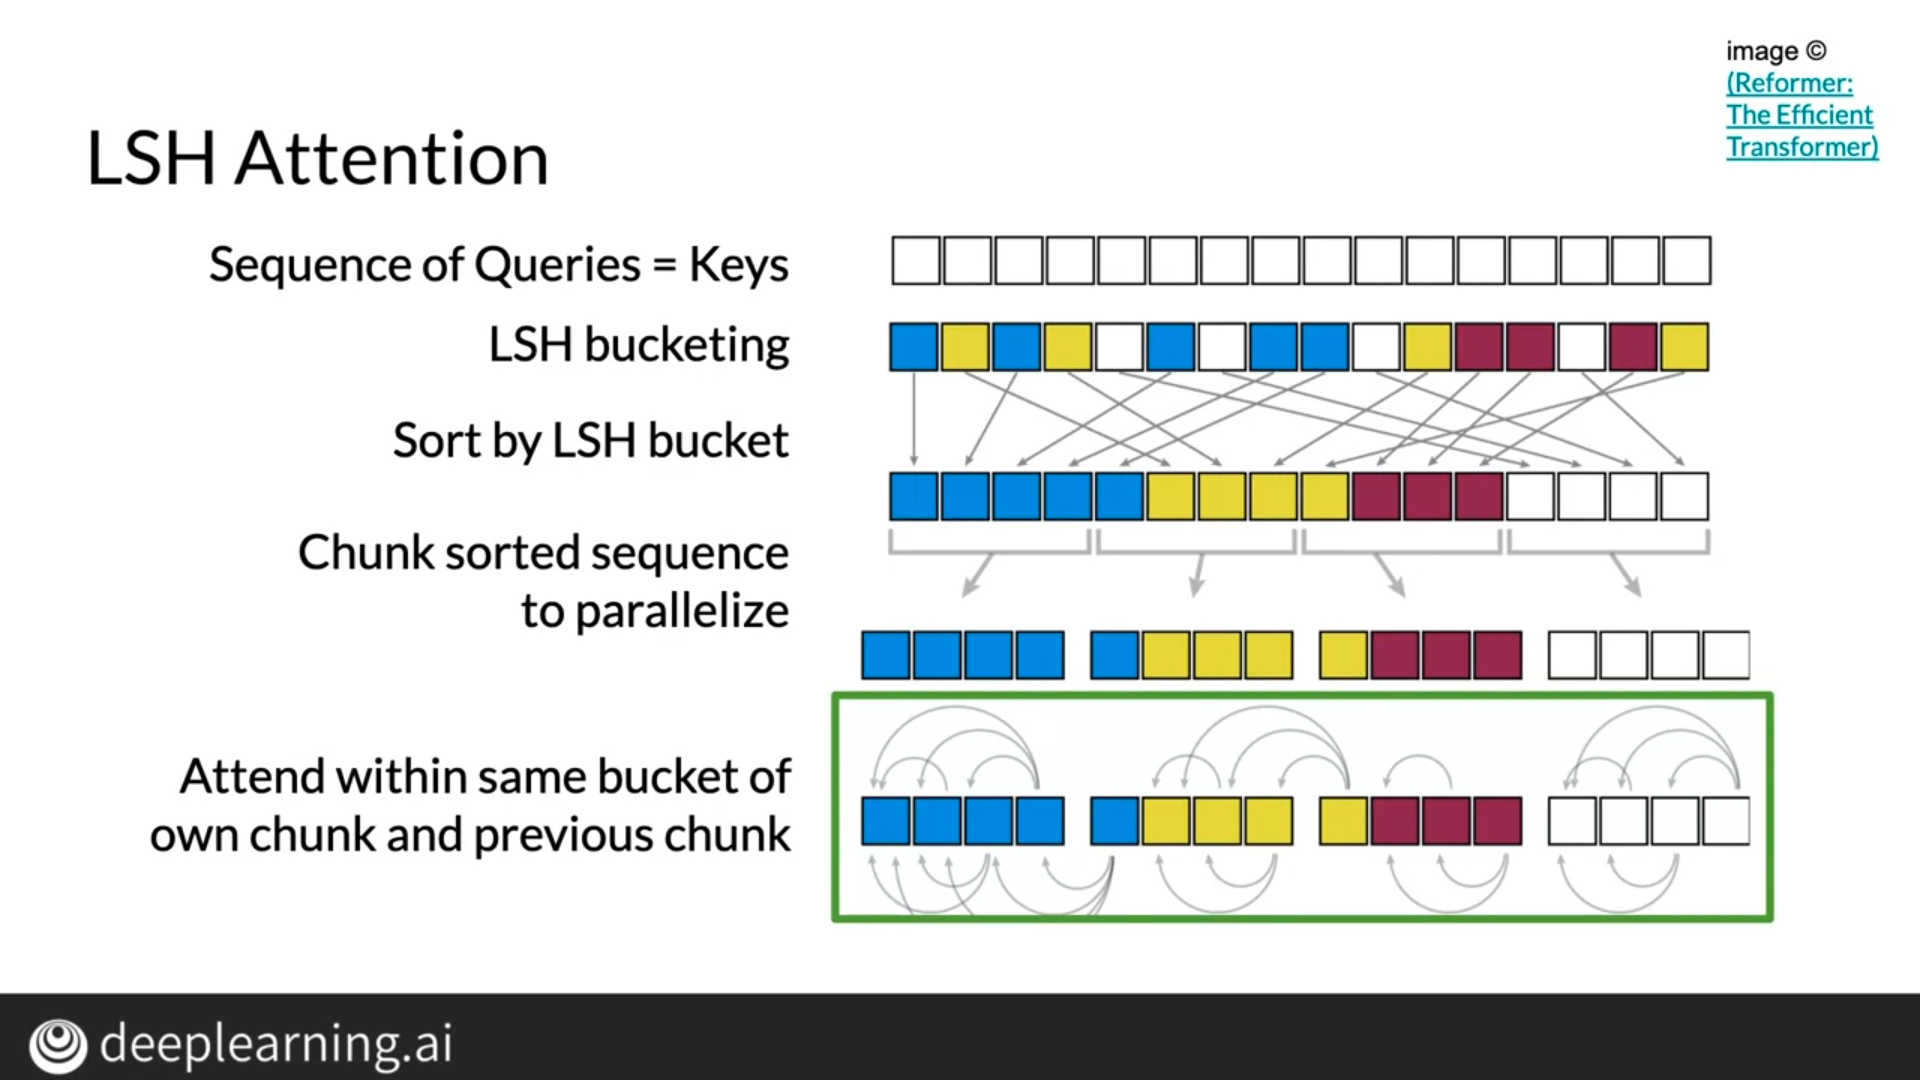 image ©
(Reformer:
The Efficient
Transformer)
LSH Attention
Sequence of Queries = Keys
LSH bucketing
Sort by LSH bucket
Chunk sorted sequence
to parallelize
Attend within same bucket of
own chunk and previous chunk
deeplearning.ai